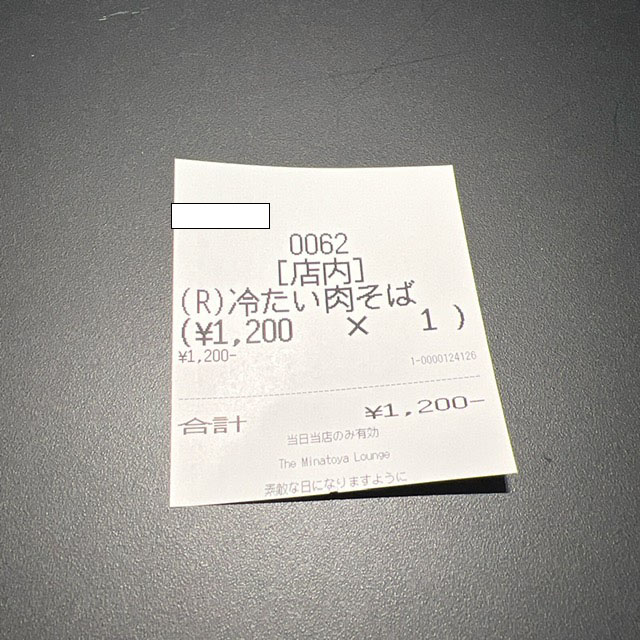 0062
[店内]
(R)冷たい肉そば
(¥1,200 × 1)
¥1,200-
1-0000124126
合計 ¥1,200-
当日当店のみ有効
The Minatoya Lounge
素敵な日になりますように